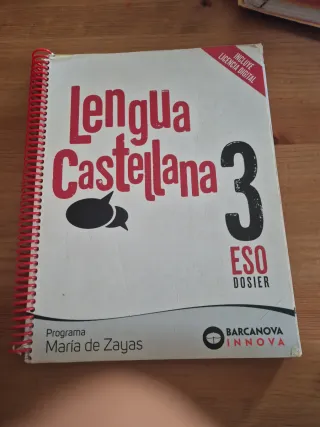 INCLUYE
LICENCIA DIGITAL
Lengua
Castellana
3
ESO
DOSIER
Programa
María de Zayas
BARCANOVA
INNOVA